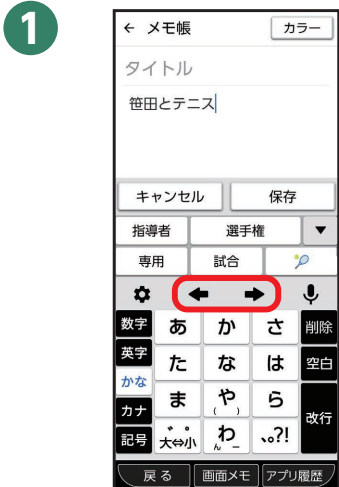 1
← メモ帳 カラー
タイトル
笹田とテニス
キャンセル 保存
指導者 選手権 ▼
専用 試合 🎾
← →
数字 あ か さ 削除
英字 た な は 空白
かな
カナ ま や ( ) ら 改行
記号 大⇔小 ゛゜ わ 、 ー 、。?!
戻る 画面メモ アプリ履歴